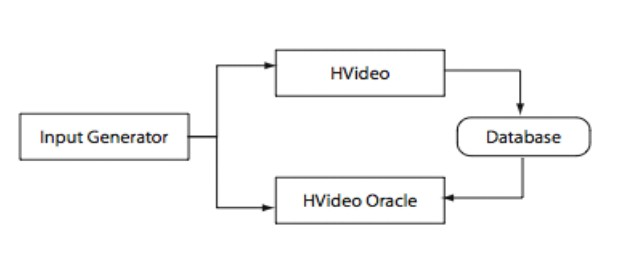 HVideo
Input Generator
Database
HVideo Oracle